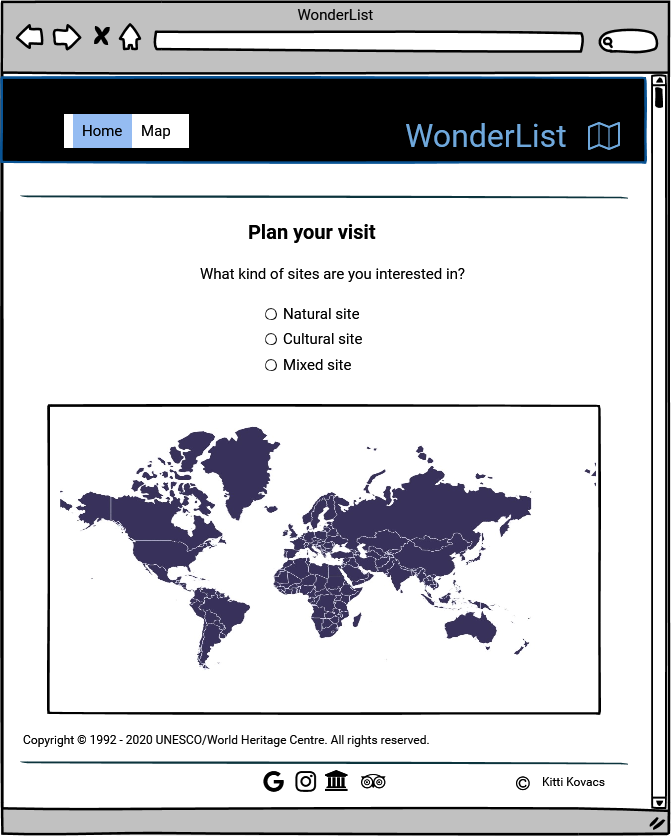 WonderList
Home Map
WonderList
Plan your visit
What kind of sites are you interested in?
Natural site
Cultural site
Mixed site
Copyright © 1992 - 2020 UNESCO/World Heritage Centre. All rights reserved.
© Kitti Kovacs